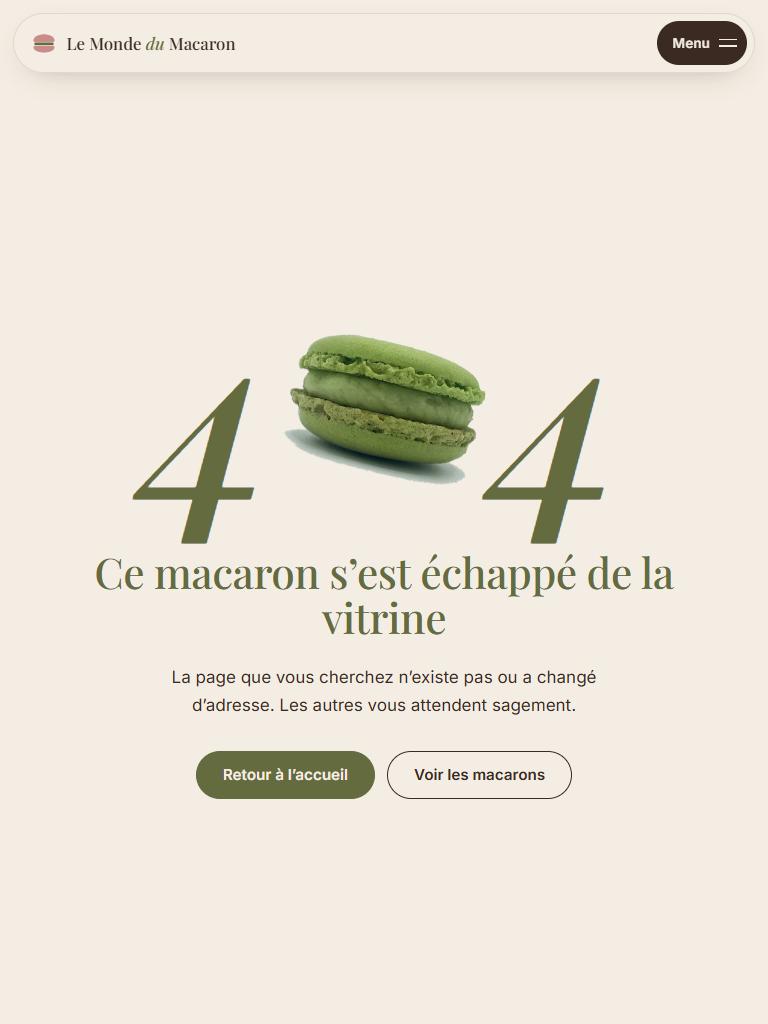 Le Monde du Macaron
Menu
4 4
Ce macaron s’est échappé de la
vitrine
La page que vous cherchez n’existe pas ou a changé
d’adresse. Les autres vous attendent sagement.
Retour à l’accueil
Voir les macarons